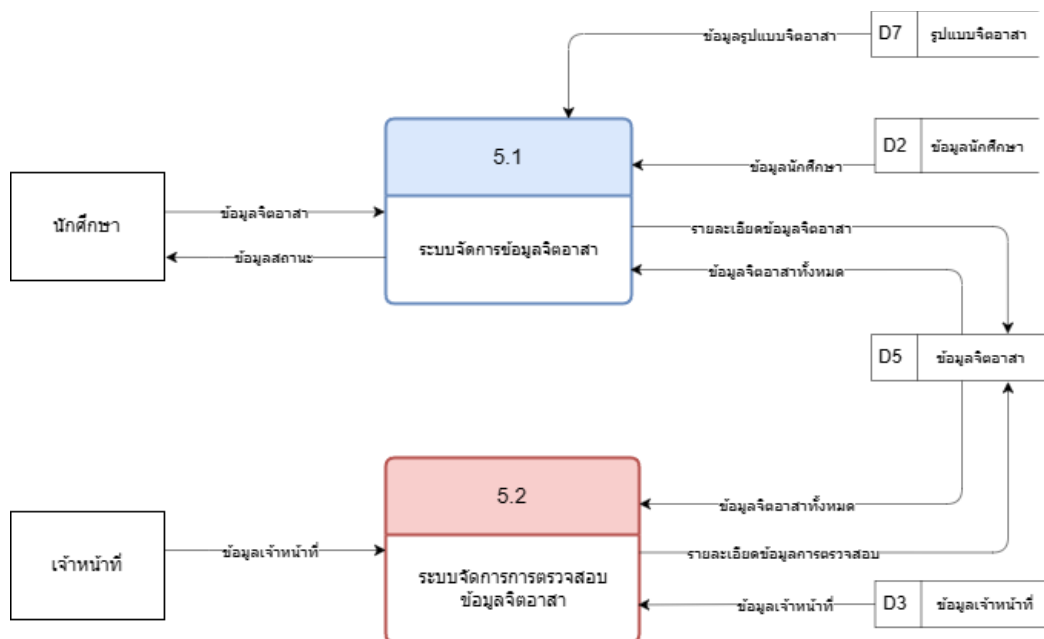 ข้อมูลรูปแบบจิตอาสา
D7
รูปแบบจิตอาสา
5.1
ข้อมูลนักศึกษา
D2
ข้อมูลนักศึกษา
นักศึกษา
ข้อมูลจิตอาสา
ข้อมูลสถานะ
ระบบจัดการข้อมูลจิตอาสา
รายละเอียดข้อมูลจิตอาสา
ข้อมูลจิตอาสาทั้งหมด
D5
ข้อมูลจิตอาสา
5.2
ข้อมูลจิตอาสาทั้งหมด
เจ้าหน้าที่
ข้อมูลเจ้าหน้าที่
ระบบจัดการการตรวจสอบ
ข้อมูลจิตอาสา
รายละเอียดข้อมูลการตรวจสอบ
ข้อมูลเจ้าหน้าที่
D3
ข้อมูลเจ้าหน้าที่